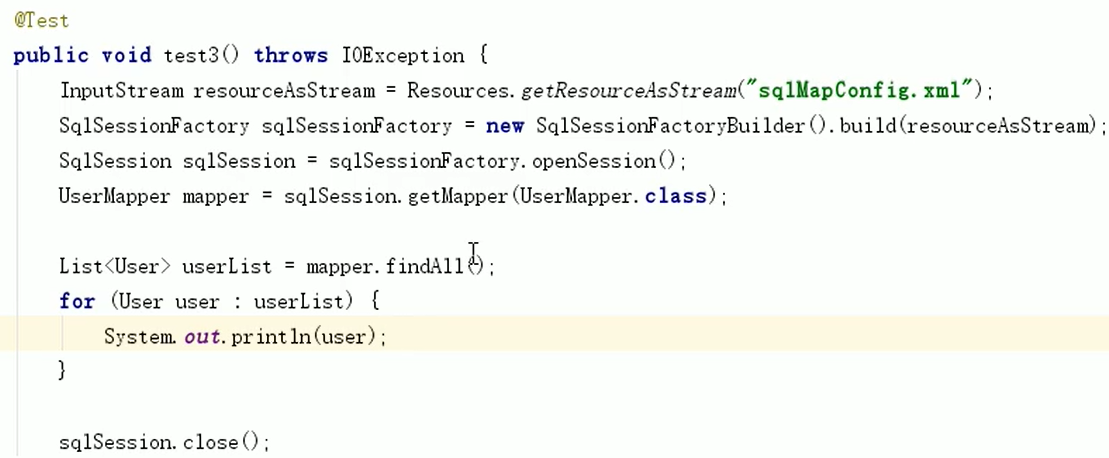 @Test
public void test3() throws IOException {
InputStream resourceAsStream = Resources.getResourceAsStream("sqlMapConfig.xml");
SqlSessionFactory sqlSessionFactory = new SqlSessionFactoryBuilder().build(resourceAsStream);
SqlSession sqlSession = sqlSessionFactory.openSession();
UserMapper mapper = sqlSession.getMapper(UserMapper.class);
List<User> userList = mapper.findAll();
for (User user : userList) {
System.out.println(user);
}
sqlSession.close();